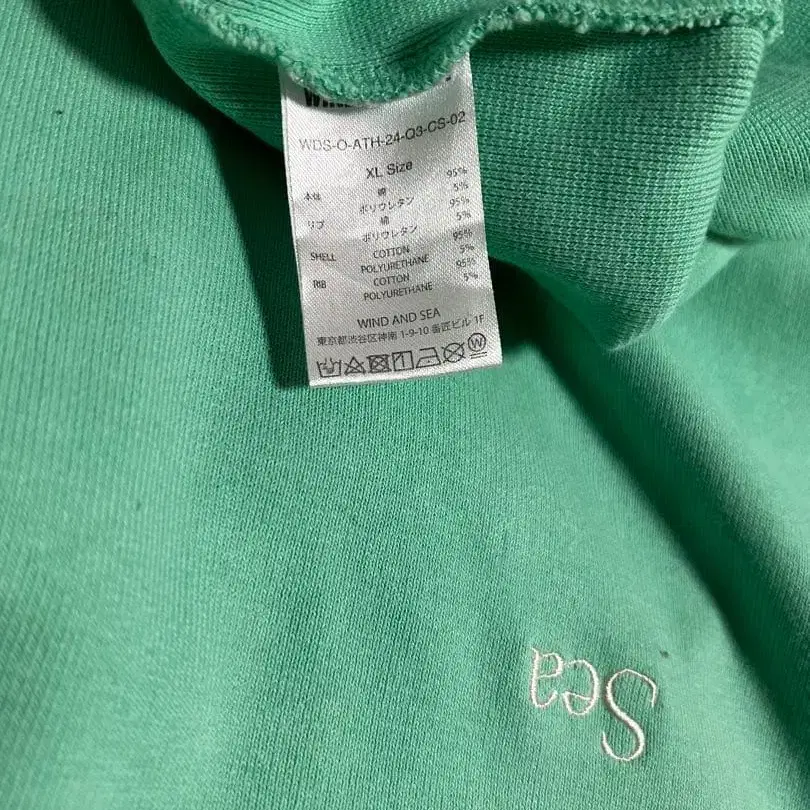 WDS-O-ATH-24-Q3-CS-02
XL Size
本体 綿 95%
ポリウレタン 5%
リブ 綿 95%
ポリウレタン 5%
SHELL COTTON 95%
POLYURETHANE 5%
RIB COTTON 95%
POLYURETHANE 5%
WIND AND SEA
東京都渋谷区神南 1-9-10 番匠ビル 1F
W
Sea